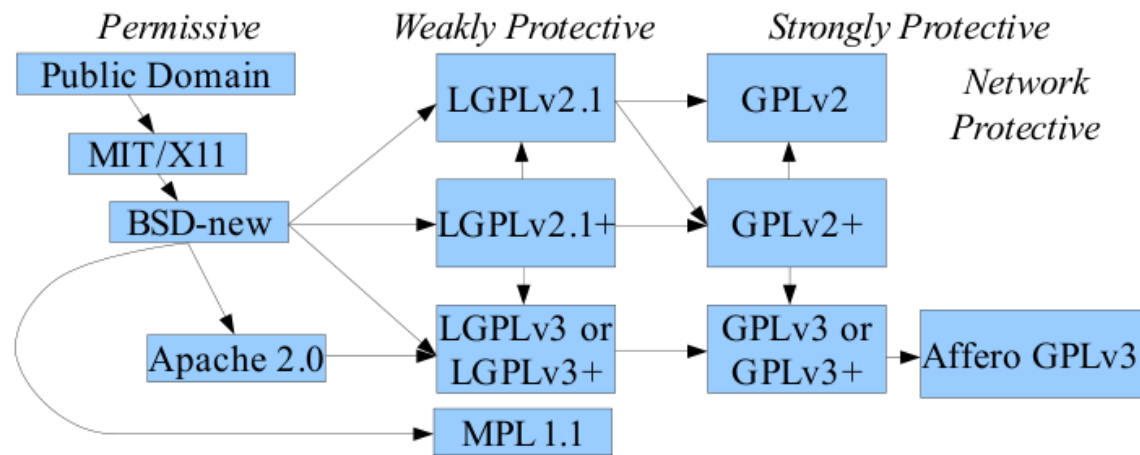 Permissive
Weakly Protective
Strongly Protective
Network
Protective
Public Domain
MIT/X11
BSD-new
Apache 2.0
LGPLv2.1
LGPLv2.1+
LGPLv3 or
LGPLv3+
MPL 1.1
GPLv2
GPLv2+
GPLv3 or
GPLv3+
Affero GPLv3